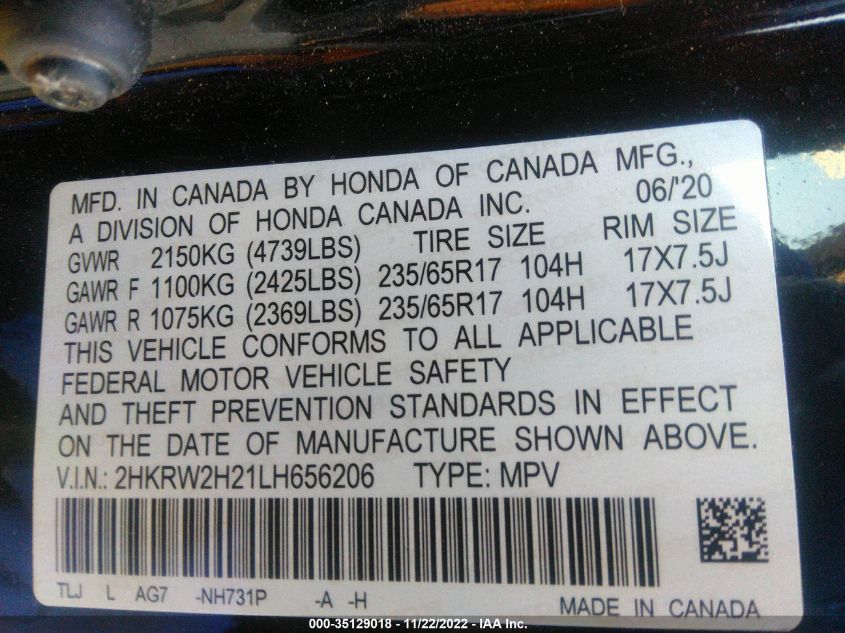 MFD. IN CANADA BY HONDA OF CANADA MFG.,
A DIVISION OF HONDA CANADA INC. 06/'20
GVWR 2150KG (4739LBS) TIRE SIZE RIM SIZE
GAWR F 1100KG (2425LBS) 235/65R17 104H 17X7.5J
GAWR R 1075KG (2369LBS) 235/65R17 104H 17X7.5J
THIS VEHICLE CONFORMS TO ALL APPLICABLE
FEDERAL MOTOR VEHICLE SAFETY
AND THEFT PREVENTION STANDARDS IN EFFECT
ON THE DATE OF MANUFACTURE SHOWN ABOVE.
V.I.N.: 2HKRW2H21LH656206 TYPE: MPV
TLJ L AG7 -NH731P -A -H
MADE IN CANADA
000-35129018 - 11/22/2022 - IAA Inc.